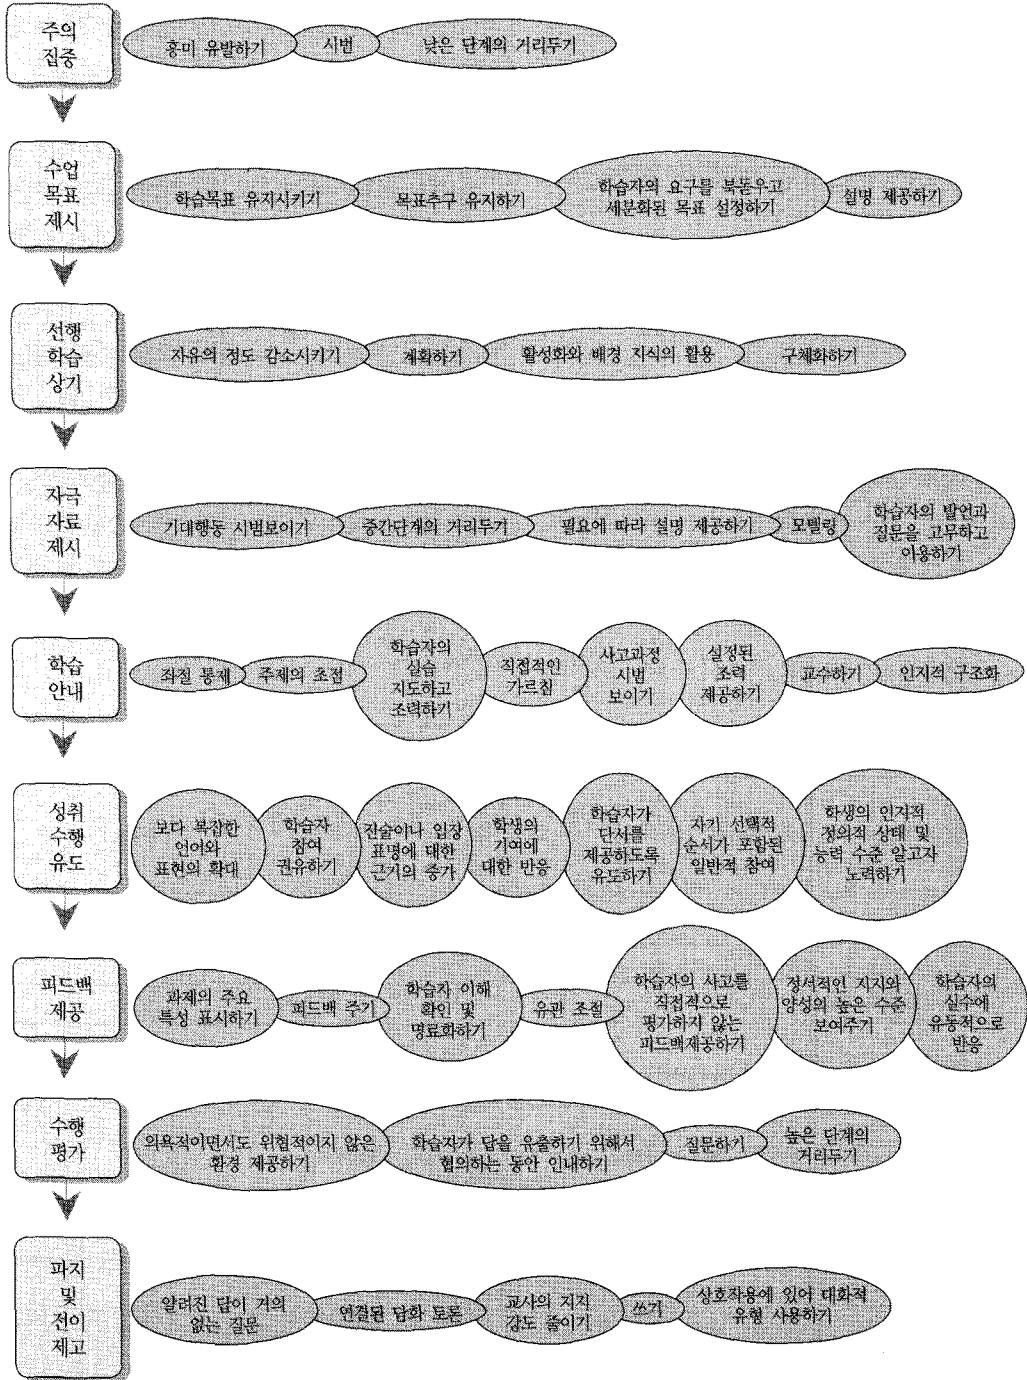 주의
집중
흥미 유발하기
시범
낮은 단계의 거리두기
수업
목표
제시
학습목표 유지시키기
목표추구 유지하기
학습자의 요구를 북돋우고
세분화된 목표 설정하기
설명 제공하기
선행
학습
상기
자유의 정도 감소시키기
계획하기
활성화와 배경 지식의 활용
구체화하기
자극
자료
제시
기대행동 시범보이기
중간단계의 거리두기
필요에 따라 설명 제공하기
모델링
학습자의 발언과
질문을 고무하고
이용하기
학습
안내
좌절 통제
주제의 초점
학습자의
실습
지도하고
조력하기
직접적인
가르침
사고과정
시범
보이기
설정된
조력
제공하기
교수하기
인지적 구조화
성취
수행
유도
보다 복잡한
언어와
표현의 확대
학습자
참여
권유하기
진술이나 입장
표명에 대한
근거의 증가
학생의
기여에
대한 반응
학습자가
단서를
제공하도록
유도하기
자기 선택적
순서가 포함된
일반적 참여
학생의 인지적
정의적 상태 및
능력 수준 알고자
노력하기
피드백
제공
과제의 주요
특성 표시하기
피드백 주기
학습자 이해
확인 및
명료화하기
유관 조절
학습자의 사고를
직접적으로
평가하지 않는
피드백제공하기
정서적인 지지와
양성의 높은 수준
보여주기
학습자의
실수에
유동적으로
반응
수행
평가
의욕적이면서도 위협적이지 않은
환경 제공하기
학습자가 답을 유출하기 위해서
협의하는 동안 인내하기
질문하기
높은 단계의
거리두기
파지
및
전이
제고
알려진 답이 거의
없는 질문
연결된 담화 토론
교사의 지지
강도 줄이기
쓰기
상호작용에 있어 대화적
유형 사용하기